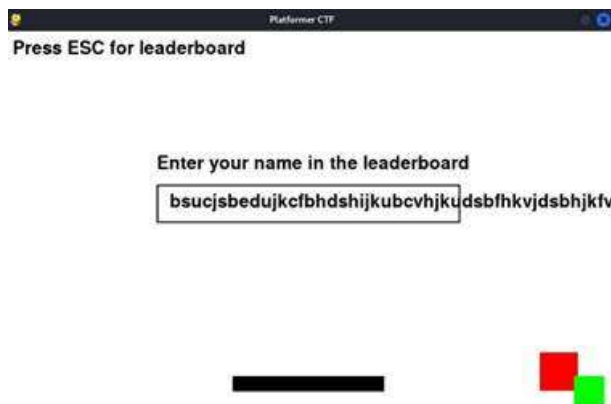 Platformer CTF
Press ESC for leaderboard
Enter your name in the leaderboard
bsucjsbedujkcfbhdshijkubcvhjkudsbfhkvjdsbhjkfv